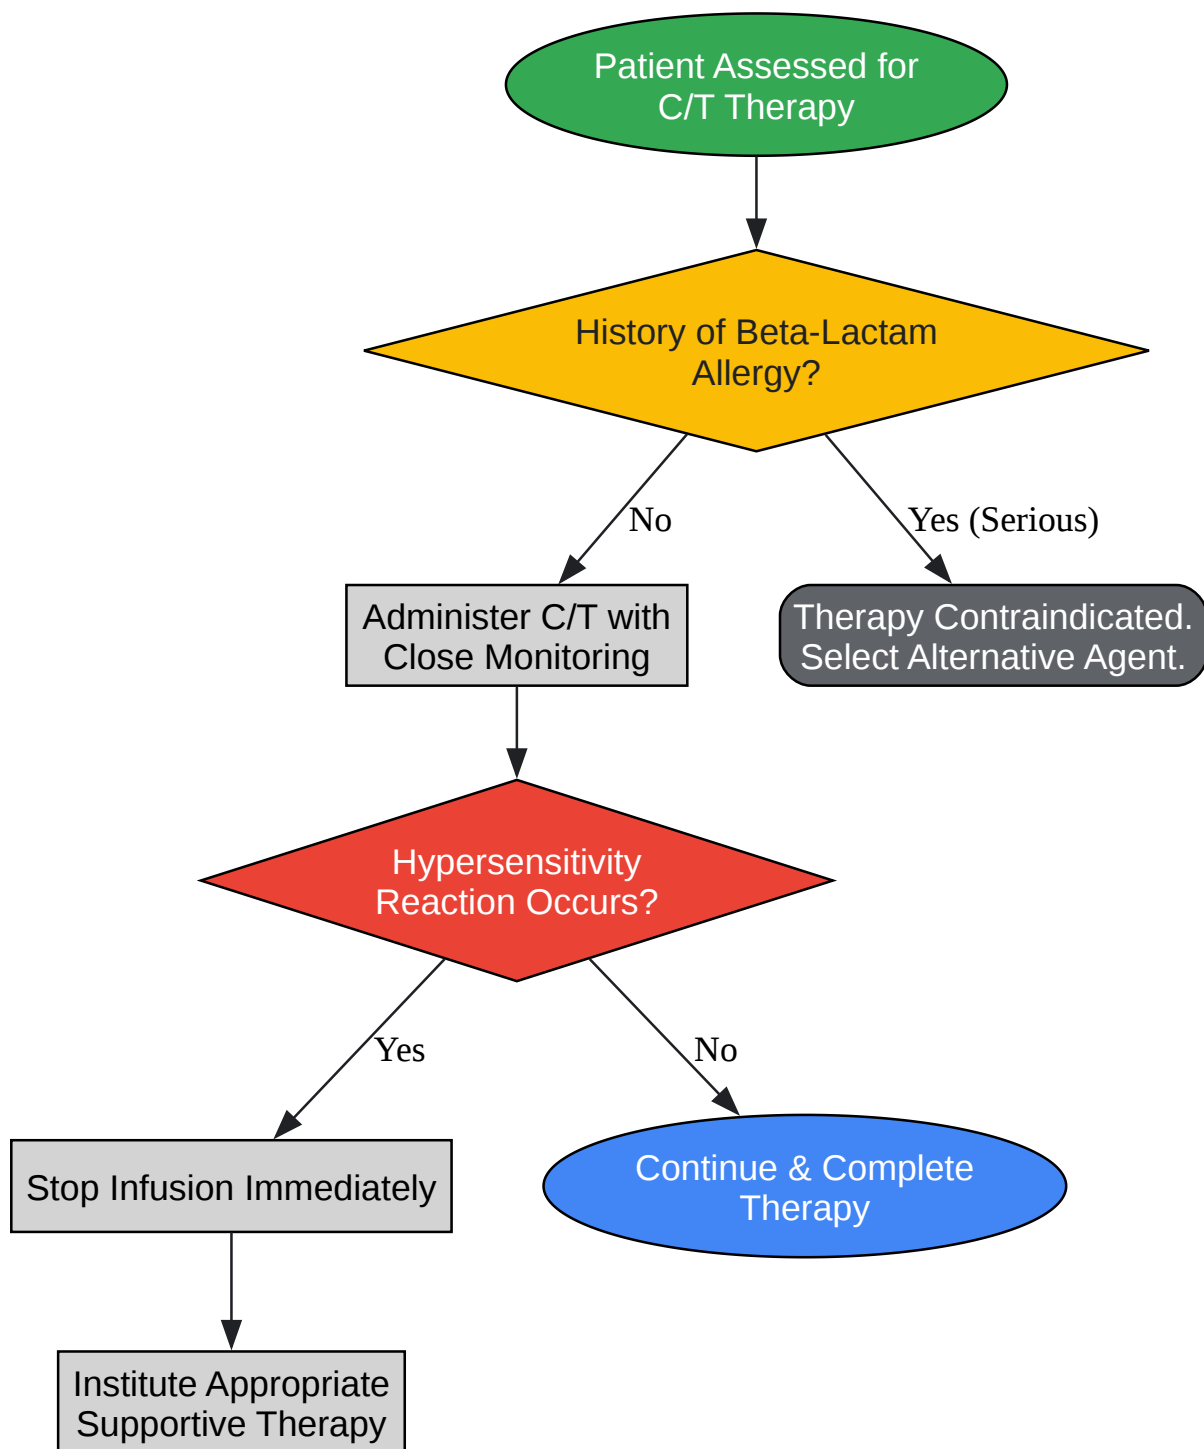 Patient Assessed for
C/T Therapy
History of Beta-Lactam
Allergy?
No
Yes (Serious)
Administer C/T with
Close Monitoring
Therapy Contraindicated.
Select Alternative Agent.
Hypersensitivity
Reaction Occurs?
Yes
No
Stop Infusion Immediately
Continue & Complete
Therapy
Institute Appropriate
Supportive Therapy